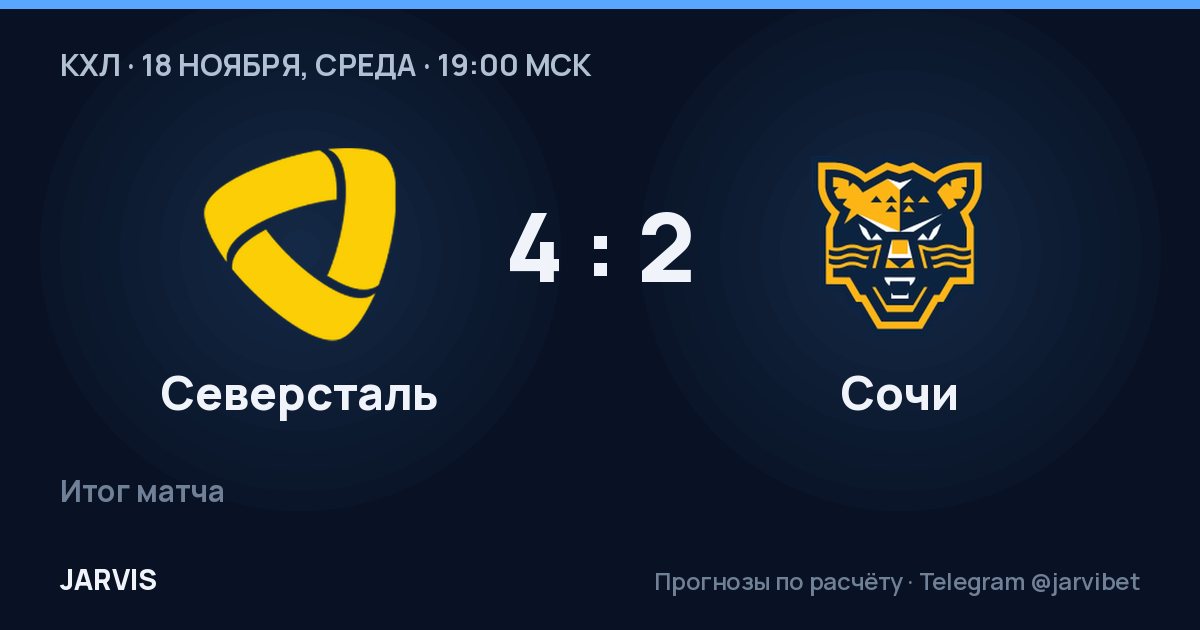 КХЛ · 18 НОЯБРЯ, СРЕДА · 19:00 МСК
4 : 2
Северсталь
Сочи
Итог матча
JARVIS
Прогнозы по расчёту · Telegram @jarvibet